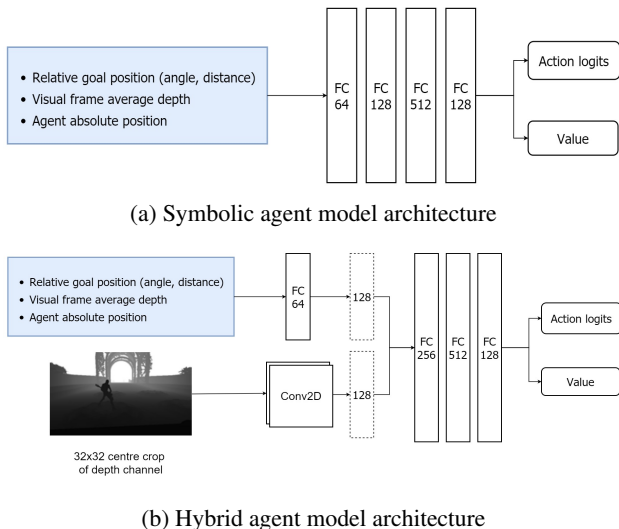 • Relative goal position (angle, distance)
• Visual frame average depth
• Agent absolute position
FC
64
FC
128
FC
512
FC
128
Action logits
Value
(a) Symbolic agent model architecture
• Relative goal position (angle, distance)
• Visual frame average depth
• Agent absolute position
FC
64
128
Conv2D
128
FC
256
FC
512
FC
128
Action logits
Value
32x32 centre crop
of depth channel
(b) Hybrid agent model architecture